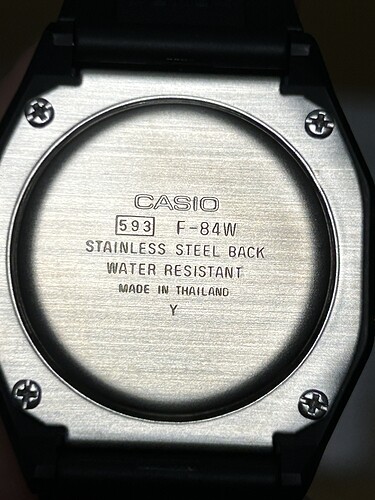 CASIO
593 F-84W
STAINLESS STEEL BACK
WATER RESISTANT
MADE IN THAILAND
Y